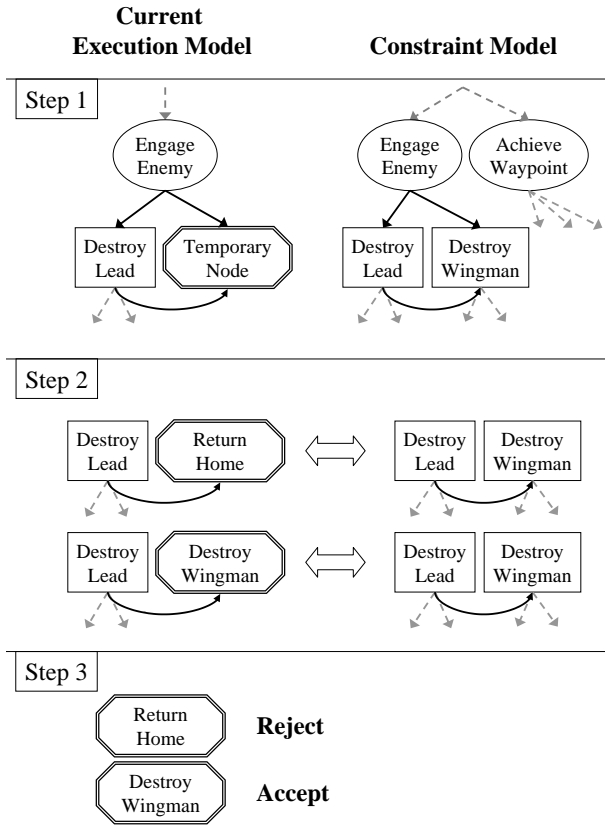 Current
Execution Model
Constraint Model
Step 1
Engage
Enemy
Destroy
Lead
Temporary
Node
Engage
Enemy
Achieve
Waypoint
Destroy
Lead
Destroy
Wingman
Step 2
Destroy
Lead
Return
Home
Destroy
Lead
Destroy
Wingman
Destroy
Lead
Destroy
Wingman
Destroy
Lead
Destroy
Wingman
Step 3
Return
Home
Reject
Destroy
Wingman
Accept